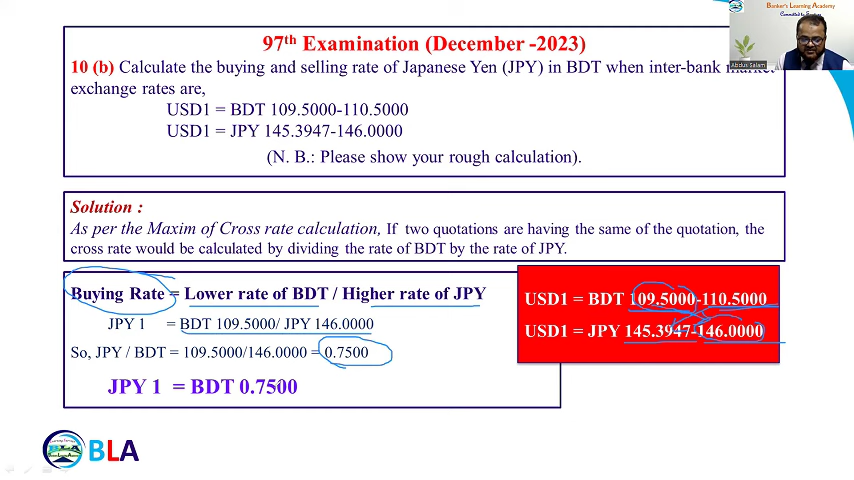 Banker's Learning Academy
Committed to Bankers
Abdus Salam
97th Examination (December -2023)
10 (b) Calculate the buying and selling rate of Japanese Yen (JPY) in BDT when inter-bank market
exchange rates are,
USD1 = BDT 109.5000-110.5000
USD1 = JPY 145.3947-146.0000
(N. B.: Please show your rough calculation).
Solution :
As per the Maxim of Cross rate calculation, If two quotations are having the same of the quotation, the
cross rate would be calculated by dividing the rate of BDT by the rate of JPY.
Buying Rate = Lower rate of BDT / Higher rate of JPY
JPY 1 = BDT 109.5000/ JPY 146.0000
So, JPY / BDT = 109.5000/146.0000 = 0.7500
JPY 1 = BDT 0.7500
USD1 = BDT 109.5000-110.5000
USD1 = JPY 145.3947-146.0000
BLA
BLA